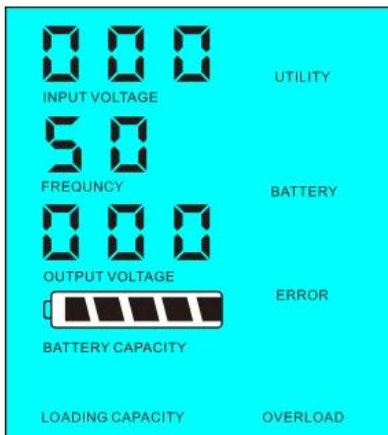 000
UTILITY
INPUT VOLTAGE
50
FREQUNCY
BATTERY
000
OUTPUT VOLTAGE
ERROR
BATTERY CAPACITY
LOADING CAPACITY OVERLOAD